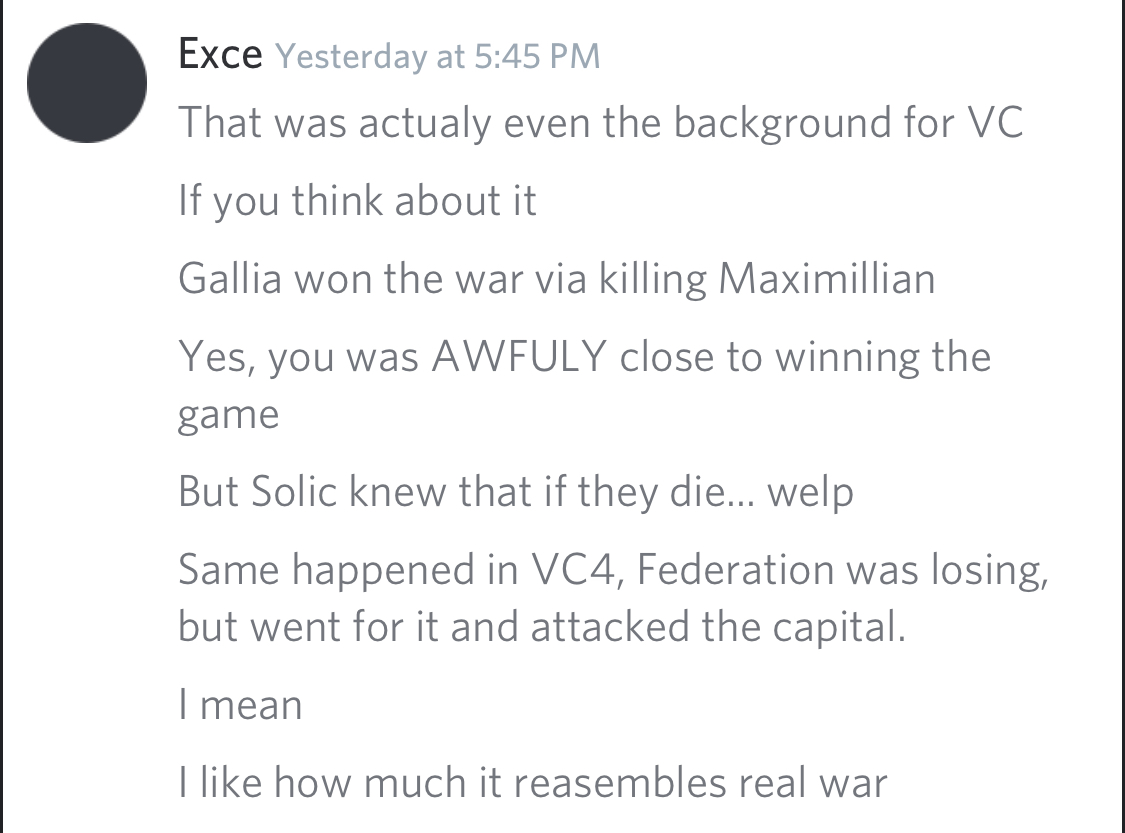 Exce Yesterday at 5:45 PM
That was actualy even the background for VC
If you think about it
Gallia won the war via killing Maximillian
Yes, you was AWFULY close to winning the
game
But Solic knew that if they die... welp
Same happened in VC4, Federation was losing,
but went for it and attacked the capital.
I mean
I like how much it reasembles real war